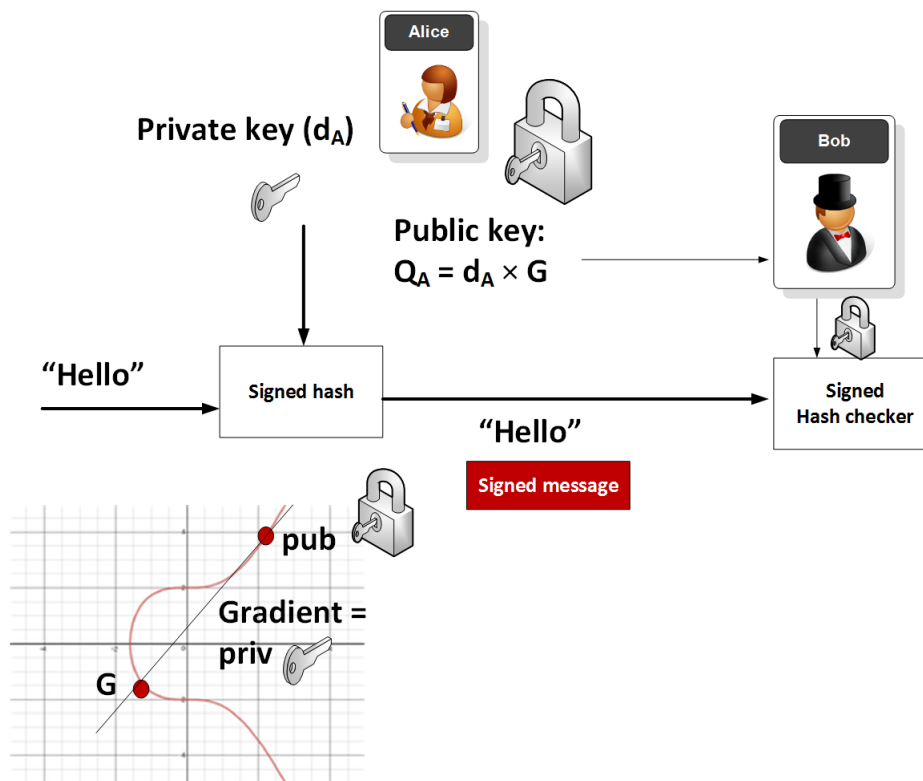 Alice
Private key (dA)
Bob
Public key:
QA = dA × G
“Hello”
Signed hash
Signed
Hash checker
“Hello”
Signed message
pub
Gradient =
priv
G